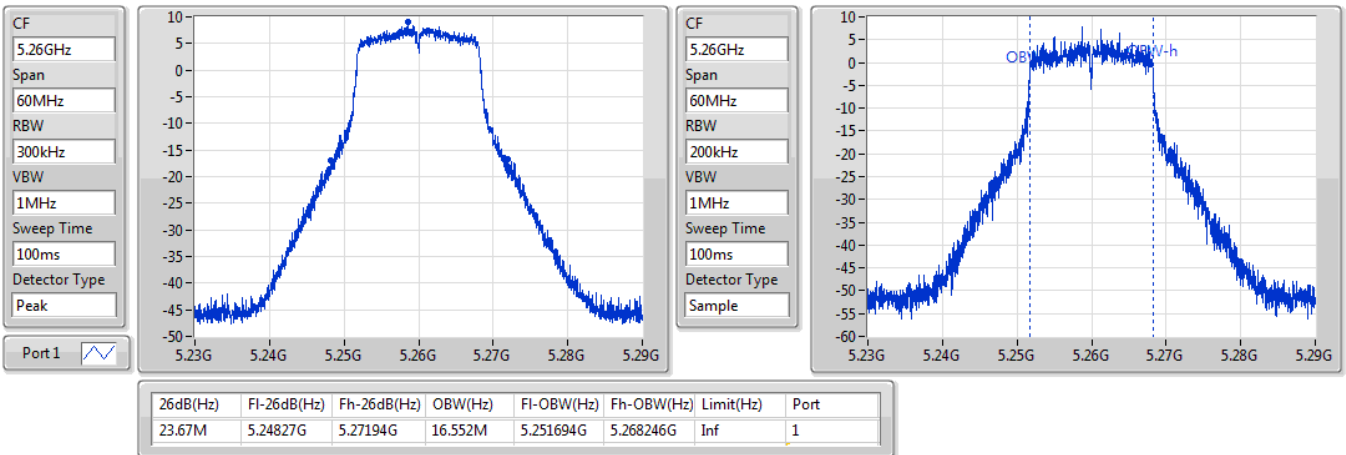 CF
5.26GHz
Span
60MHz
RBW
300kHz
VBW
1MHz
Sweep Time
100ms
Detector Type
Peak
Port 1
10
5
0
-5
-10
-15
-20
-25
-30
-35
-40
-45
-50
5.23G 5.24G 5.25G 5.26G 5.27G 5.28G 5.29G
CF
5.26GHz
Span
60MHz
RBW
200kHz
VBW
1MHz
Sweep Time
100ms
Detector Type
Sample
10
5
0
-5
-10
-15
-20
-25
-30
-35
-40
-45
-50
-55
-60
5.23G 5.24G 5.25G 5.26G 5.27G 5.28G 5.29G
26dB(Hz) Fl-26dB(Hz) Fh-26dB(Hz) OBW(Hz) Fl-OBW(Hz) Fh-OBW(Hz) Limit(Hz) Port
23.67M 5.24827G 5.27194G 16.552M 5.251694G 5.268246G Inf 1